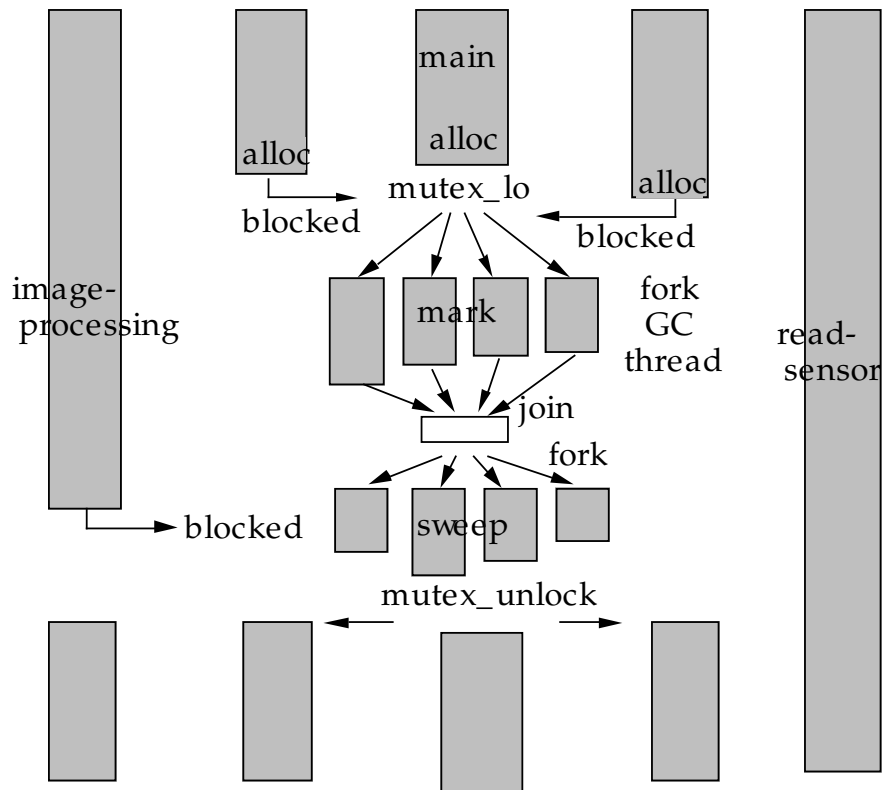 main
alloc
alloc
alloc
mutex_lo
blocked
blocked
image-
processing
mark
fork
GC
thread
read-
sensor
join
fork
blocked
sweep
mutex_unlock